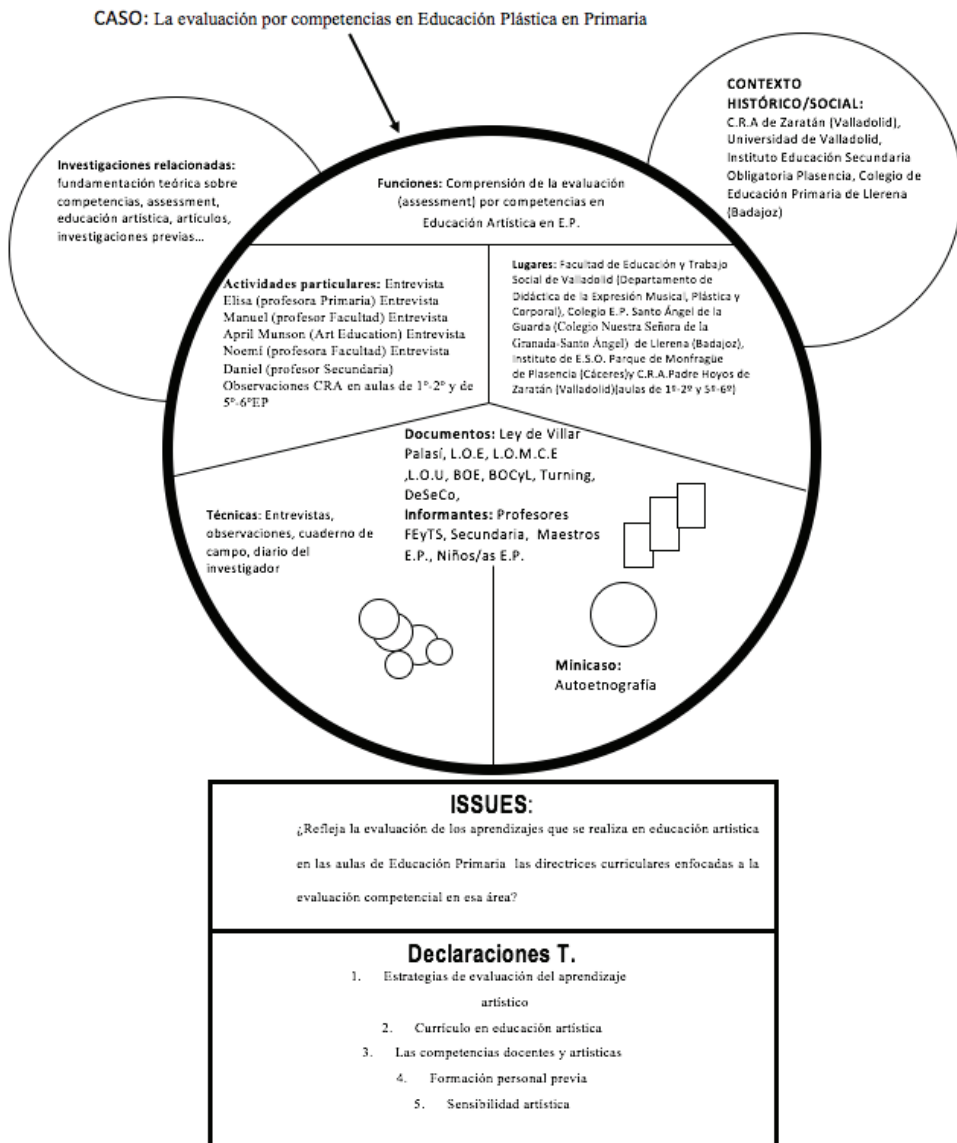 CASO: La evaluación por competencias en Educación Plástica en Primaria
Investigaciones relacionadas:
fundamentación teórica sobre
competencias, assessment,
educación artística, artículos,
investigaciones previas...
CONTEXTO
HISTÓRICO/SOCIAL:
C.R.A de Zaratán (Valladolid),
Universidad de Valladolid,
Instituto Educación Secundaria
Obligatoria Plasencia, Colegio de
Educación Primaria de Llerena
(Badajoz)
Funciones: Comprensión de la evaluación
(assessment) por competencias en
Educación Artística en E.P.
Actividades particulares: Entrevista
Elisa (profesora Primaria) Entrevista
Manuel (profesor Facultad) Entrevista
April Munson (Art Education) Entrevista
Noemí (profesora Facultad) Entrevista
Daniel (profesor Secundaria)
Observaciones CRA en aulas de 1º-2º y de
5º-6ºEP
Lugares: Facultad de Educación y Trabajo
Social de Valladolid (Departamento de
Didáctica de la Expresión Musical, Plástica y
Corporal), Colegio E.P. Santo Ángel de la
Guarda (Colegio Nuestra Señora de la
Granada-Santo Ángel) de Llerena (Badajoz),
Instituto de E.S.O. Parque de Monfragüe
de Plasencia (Cáceres)y C.R.A.Padre Hoyos de
Zaratán (Valladolid)(aulas de 1º-2º y 5º-6º)
Documentos: Ley de Villar
Palasí, L.O.E, L.O.M.C.E
,L.O.U, BOE, BOCyL, Turning,
DeSeCo,
Informantes: Profesores
FEyTS, Secundaria, Maestros
E.P., Niños/as E.P.
Técnicas: Entrevistas,
observaciones, cuaderno de
campo, diario del
investigador
Minicaso:
Autoetnografía
ISSUES:
¿Refleja la evaluación de los aprendizajes que se realiza en educación artística
en las aulas de Educación Primaria las directrices curriculares enfocadas a la
evaluación competencial en esa área?
Declaraciones T.
1. Estrategias de evaluación del aprendizaje
artístico
2. Currículo en educación artística
3. Las competencias docentes y artísticas
4. Formación personal previa
5. Sensibilidad artística